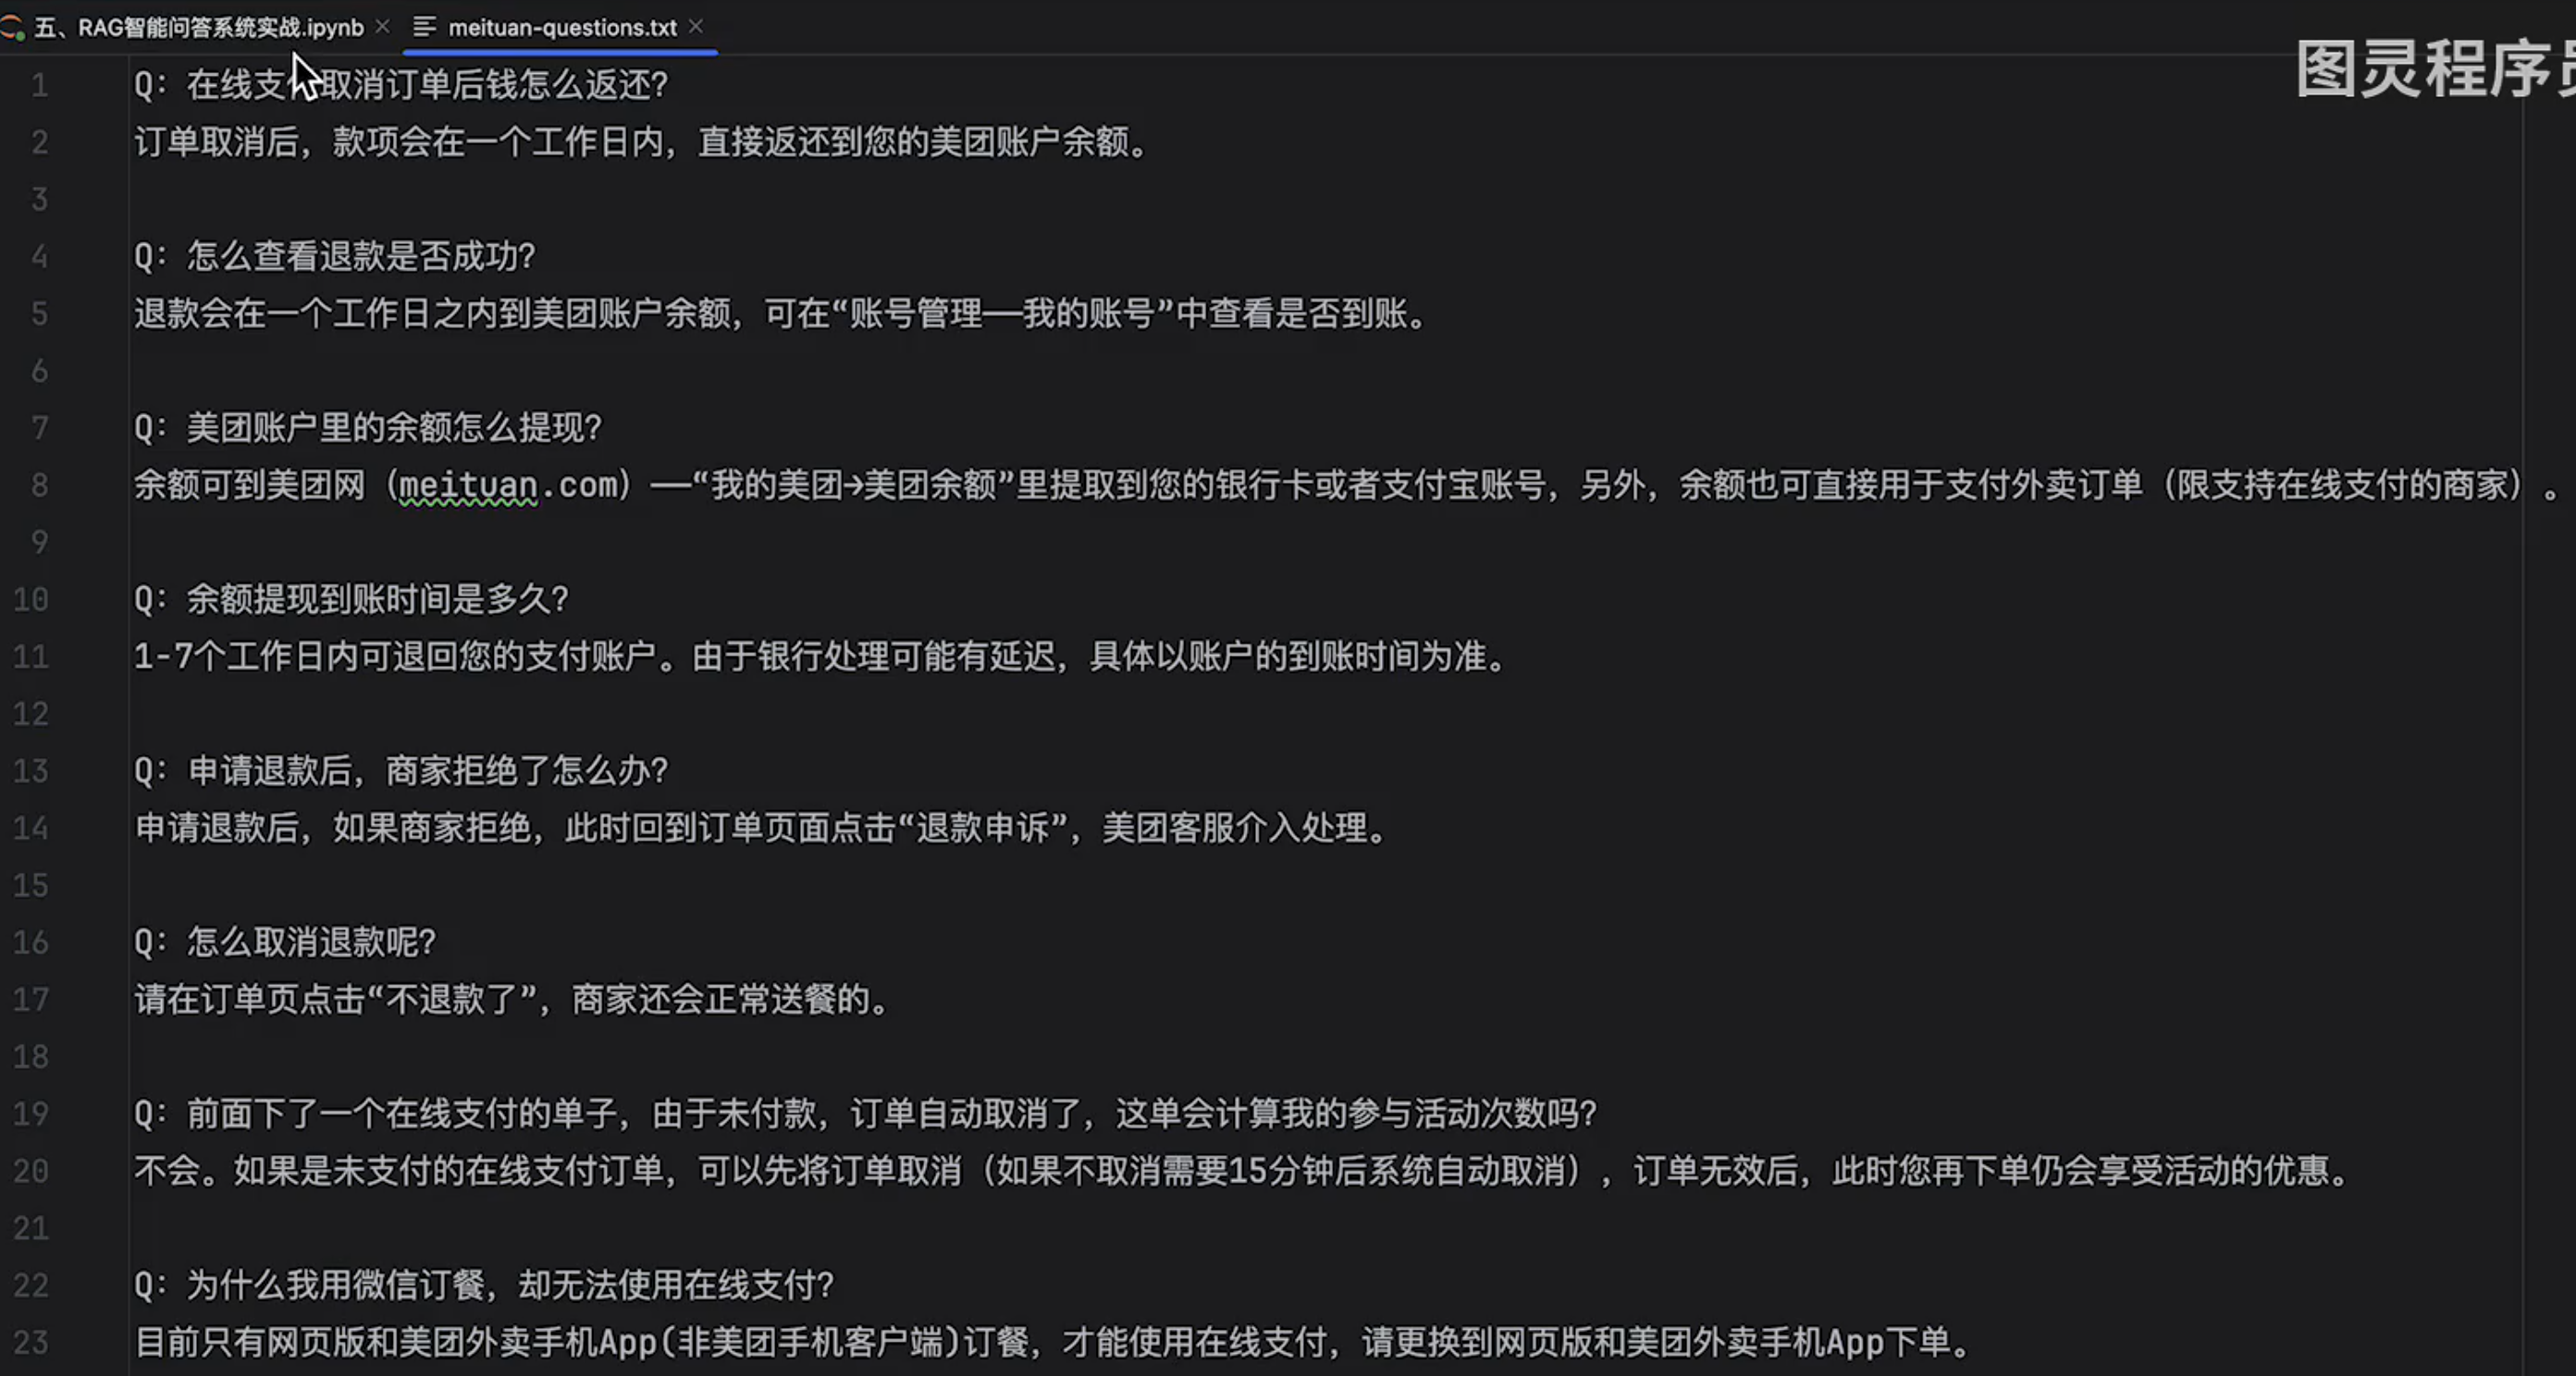 五、RAG智能问答系统实战.ipynb
meituan-questions.txt
图灵程序员
1 Q: 在线支付取消订单后钱怎么返还?
2 订单取消后，款项会在一个工作日内，直接返还到您的美团账户余额。
3
4 Q: 怎么查看退款是否成功?
5 退款会在一个工作日之内到美团账户余额，可在“账号管理——我的账号”中查看是否到账。
6
7 Q: 美团账户里的余额怎么提现?
8 余额可到美团网（meituan.com）——“我的美团→美团余额”里提取到您的银行卡或者支付宝账号，另外，余额也可直接用于支付外卖订单（限支持在线支付的商家）。
9
10 Q: 余额提现到账时间是多久?
11 1-7个工作日内可退回您的支付账户。由于银行处理可能有延迟，具体以账户的到账时间为准。
12
13 Q: 申请退款后，商家拒绝了怎么办?
14 申请退款后，如果商家拒绝，此时回到订单页面点击“退款申诉”，美团客服介入处理。
15
16 Q: 怎么取消退款呢?
17 请在订单页点击“不退款了”，商家还会正常送餐的。
18
19 Q: 前面下了一个在线支付的单子，由于未付款，订单自动取消了，这单会计算我的参与活动次数吗?
20 不会。如果是未支付的在线支付订单，可以先将订单取消（如果不取消需要15分钟后系统自动取消），订单无效后，此时您再下单仍会享受活动的优惠。
21
22 Q: 为什么我用微信订餐，却无法使用在线支付?
23 目前只有网页版和美团外卖手机App(非美团手机客户端)订餐，才能使用在线支付，请更换到网页版和美团外卖手机App下单。